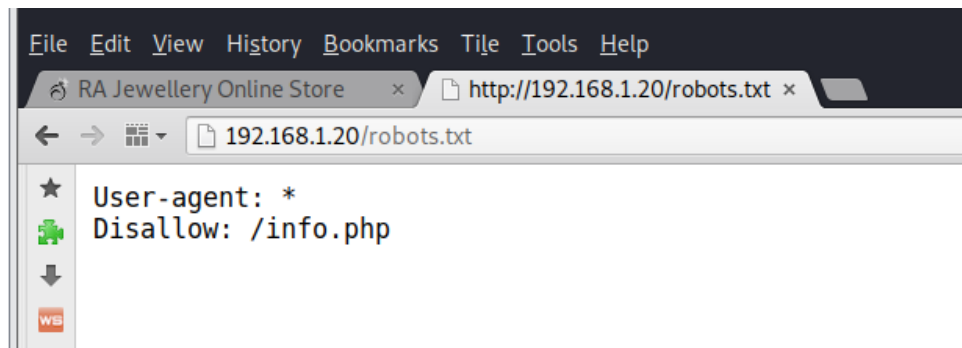 File Edit View History Bookmarks Tile Tools Help
RA Jewellery Online Store × http://192.168.1.20/robots.txt ×
192.168.1.20/robots.txt
User-agent: *
Disallow: /info.php
WS